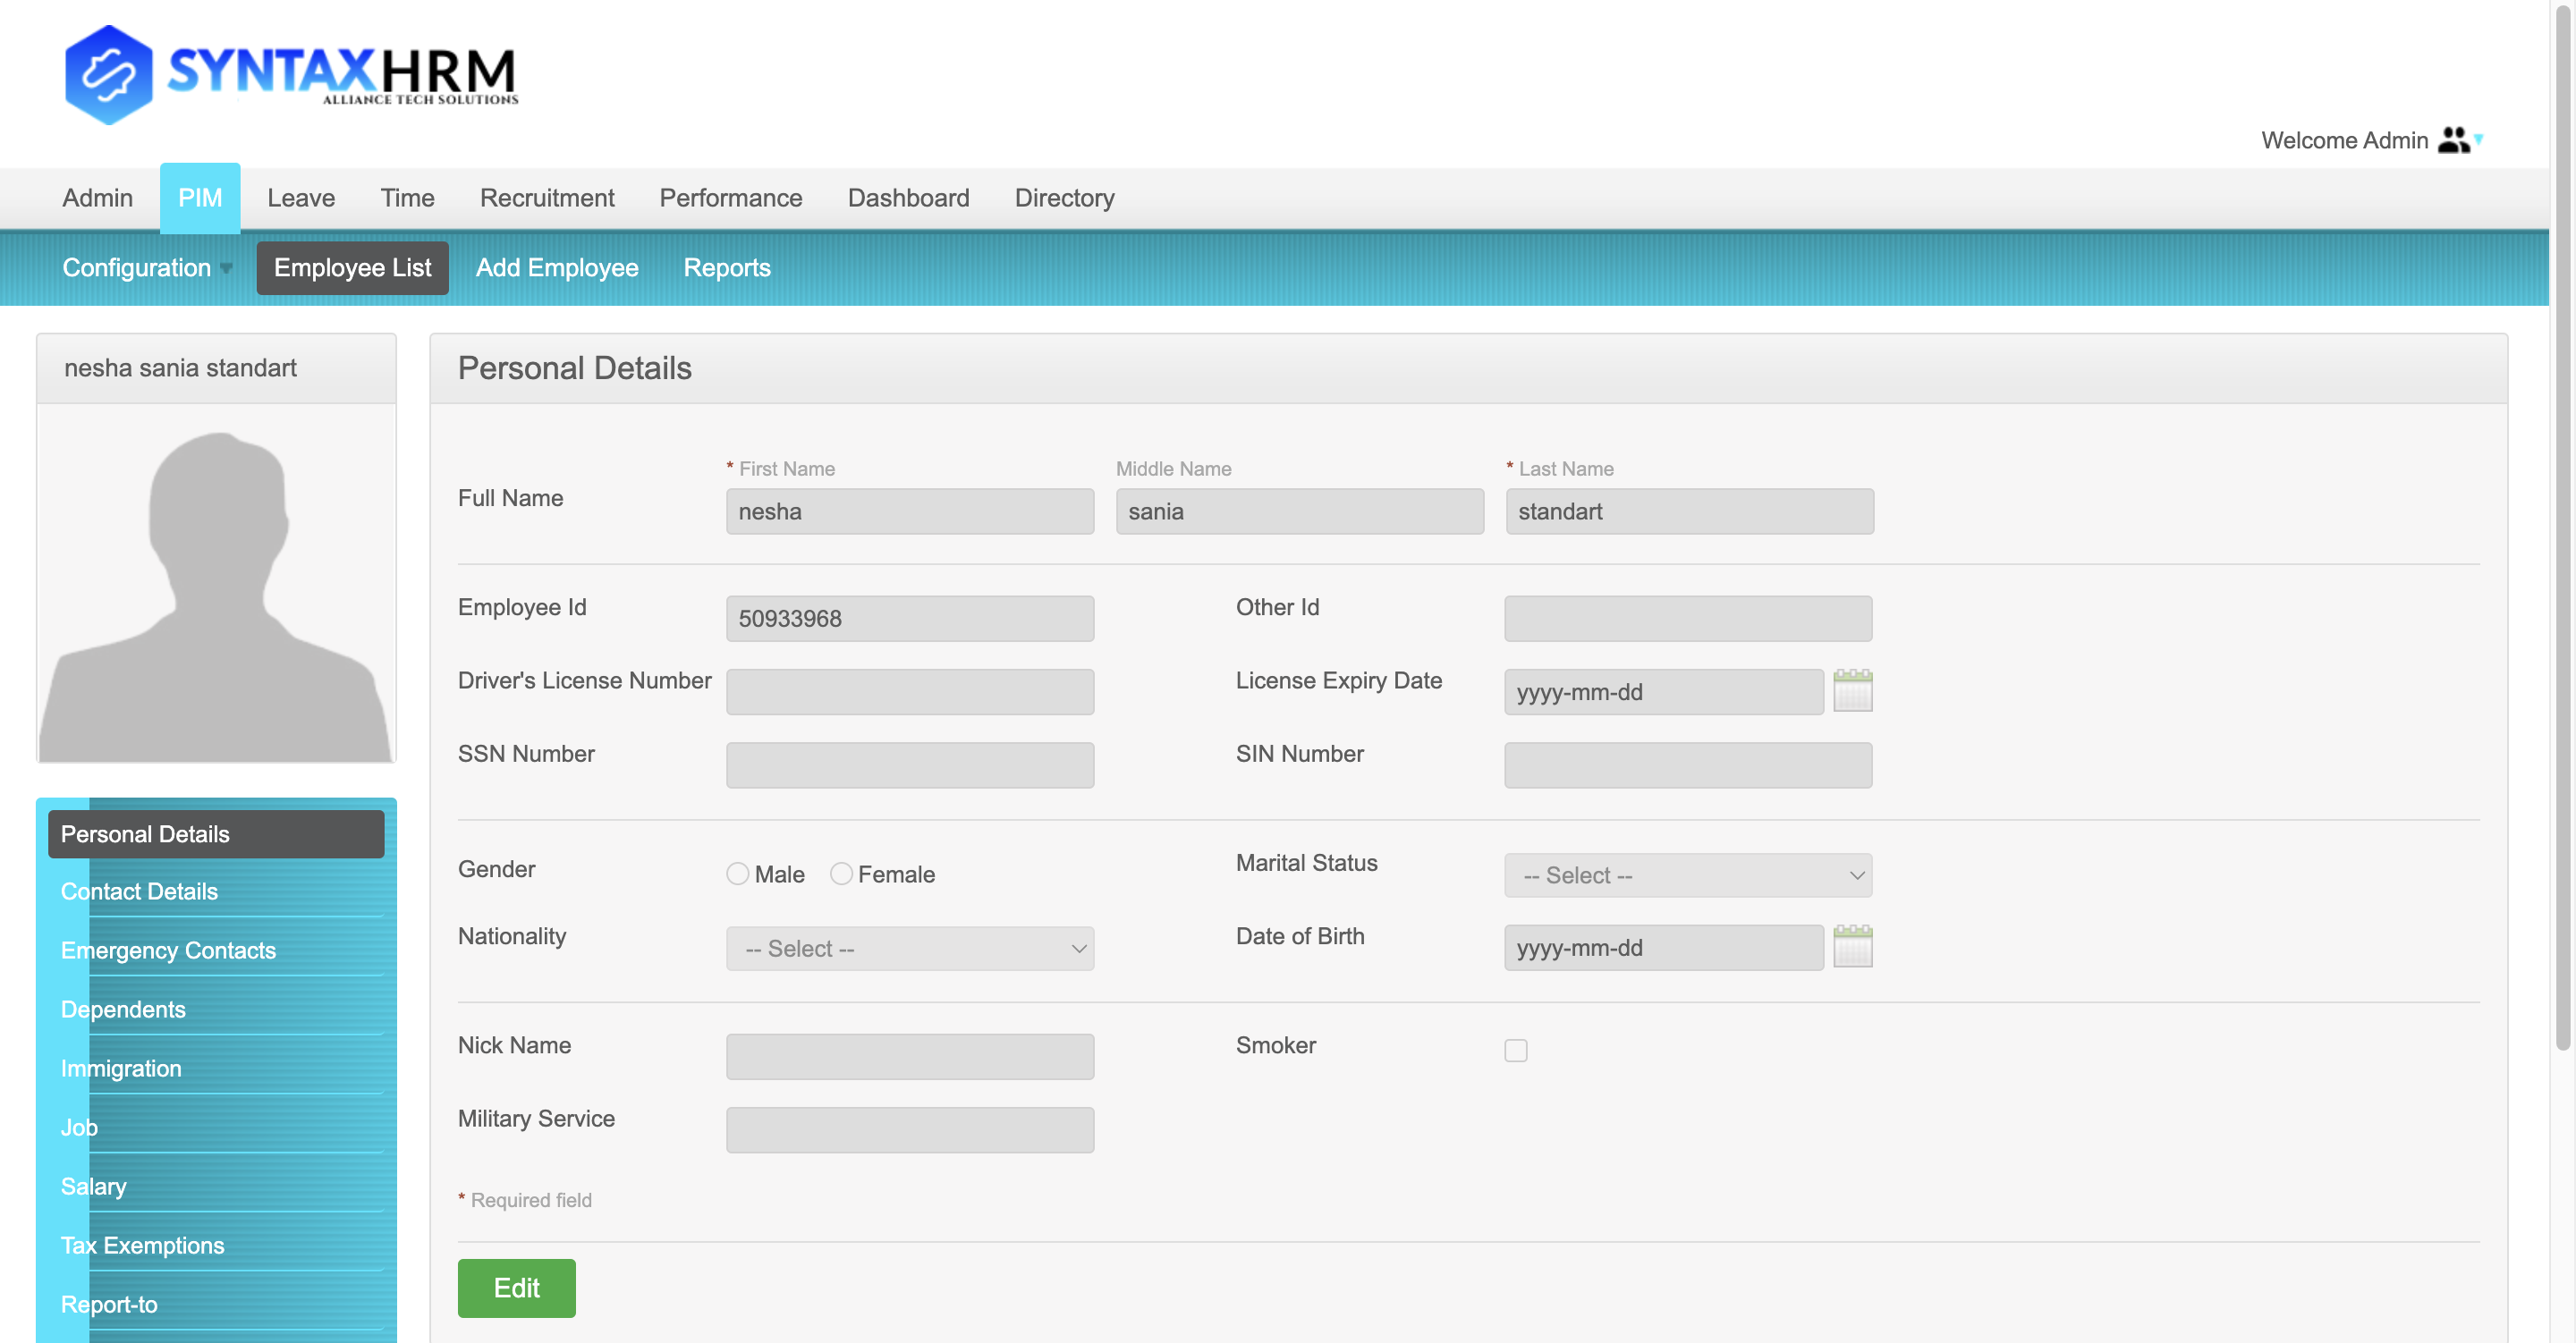 SYNTAXHRM
ALLIANCE TECH SOLUTIONS
Welcome Admin
Admin PIM Leave Time Recruitment Performance Dashboard Directory
Configuration Employee List Add Employee Reports
nesha sania standart
Personal Details
Contact Details
Emergency Contacts
Dependents
Immigration
Job
Salary
Tax Exemptions
Report-to
Personal Details
* First Name Middle Name * Last Name
Full Name nesha sania standart
Employee Id 50933968 Other Id
Driver's License Number License Expiry Date yyyy-mm-dd
SSN Number SIN Number
Gender Male Female Marital Status -- Select --
Nationality -- Select -- Date of Birth yyyy-mm-dd
Nick Name Smoker
Military Service
* Required field
Edit